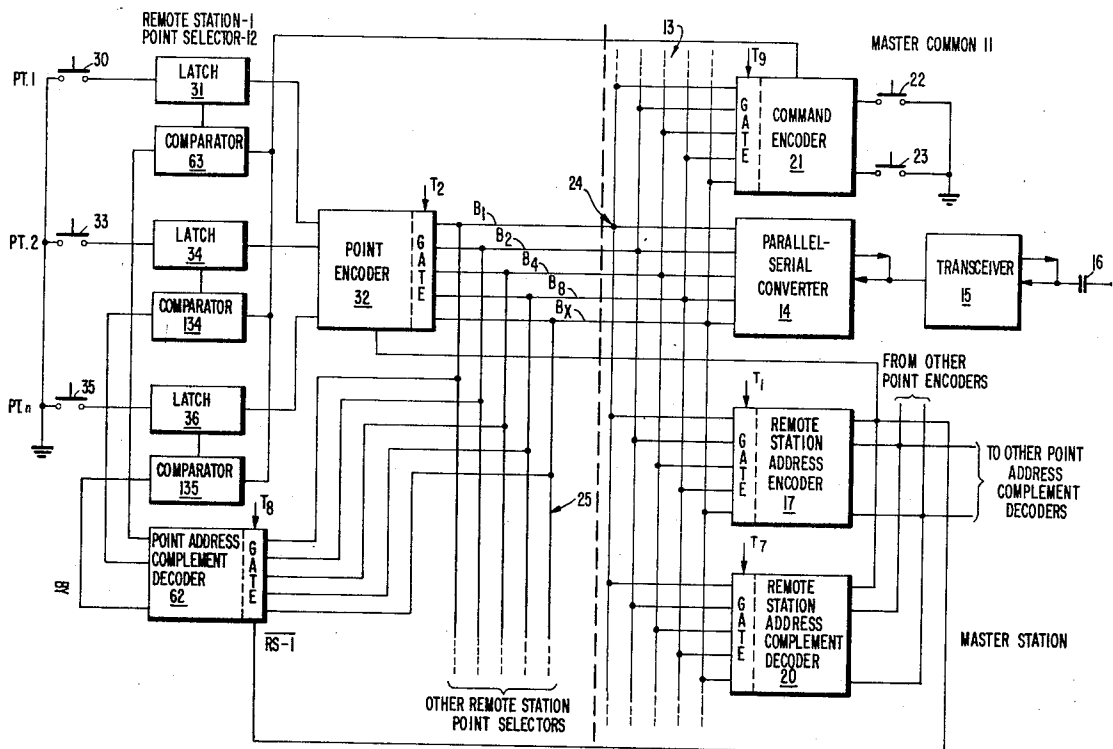 REMOTE STATION-1
POINT SELECTOR-12
13
MASTER COMMON 11
30
PT. 1
LATCH
31
T9
22
COMPARATOR
63
GATE
COMMAND
ENCODER
21
23
33
PT. 2
LATCH
34
T2
24
B1
B2
B4
B8
BX
POINT
ENCODER
32
GATE
PARALLEL-
SERIAL
CONVERTER
14
TRANSCEIVER
15
16
COMPARATOR
134
FROM OTHER
POINT ENCODERS
35
PT. n
LATCH
36
T1
GATE
REMOTE
STATION
ADDRESS
ENCODER
17
TO OTHER POINT
ADDRESS
COMPLEMENT
DECODERS
COMPARATOR
135
T8
25
POINT ADDRESS
COMPLEMENT
DECODER
62
GATE
BY
RS-1
T7
GATE
REMOTE
STATION
ADDRESS
COMPLEMENT
DECODER
20
MASTER STATION
OTHER REMOTE STATION
POINT SELECTORS